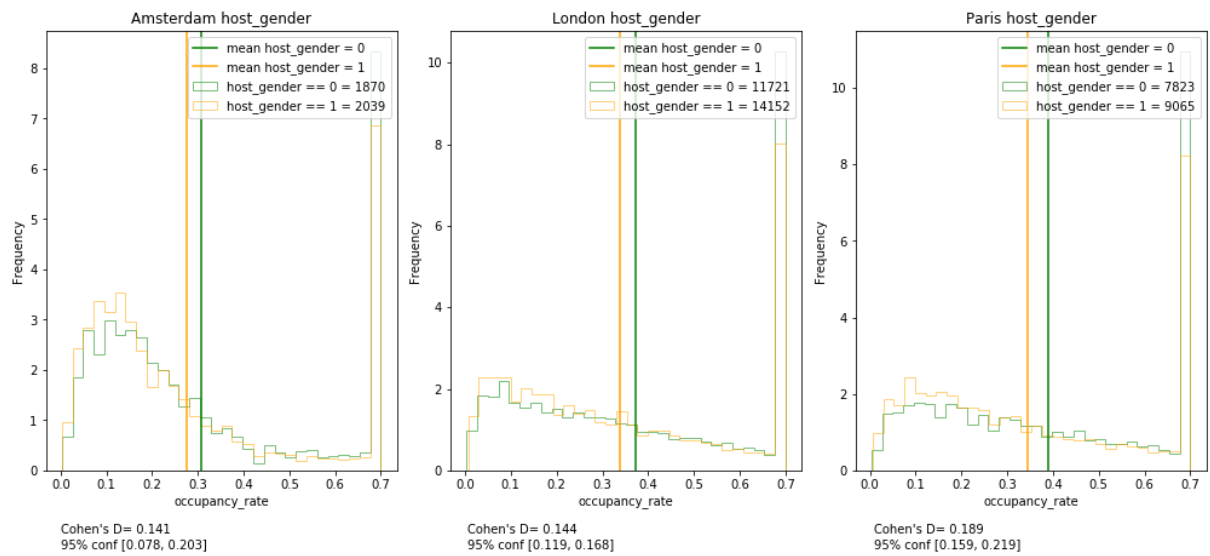 Amsterdam host_gender
mean host_gender = 0
mean host_gender = 1
host_gender == 0 = 1870
host_gender == 1 = 2039
8
7
6
5
4
3
2
1
0
Frequency
0.0 0.1 0.2 0.3 0.4 0.5 0.6 0.7
occupancy_rate
Cohen's D= 0.141
95% conf [0.078, 0.203]
London host_gender
mean host_gender = 0
mean host_gender = 1
host_gender == 0 = 11721
host_gender == 1 = 14152
10
8
6
4
2
0
Frequency
0.0 0.1 0.2 0.3 0.4 0.5 0.6 0.7
occupancy_rate
Cohen's D= 0.144
95% conf [0.119, 0.168]
Paris host_gender
mean host_gender = 0
mean host_gender = 1
host_gender == 0 = 7823
host_gender == 1 = 9065
10
8
6
4
2
0
Frequency
0.0 0.1 0.2 0.3 0.4 0.5 0.6 0.7
occupancy_rate
Cohen's D= 0.189
95% conf [0.159, 0.219]